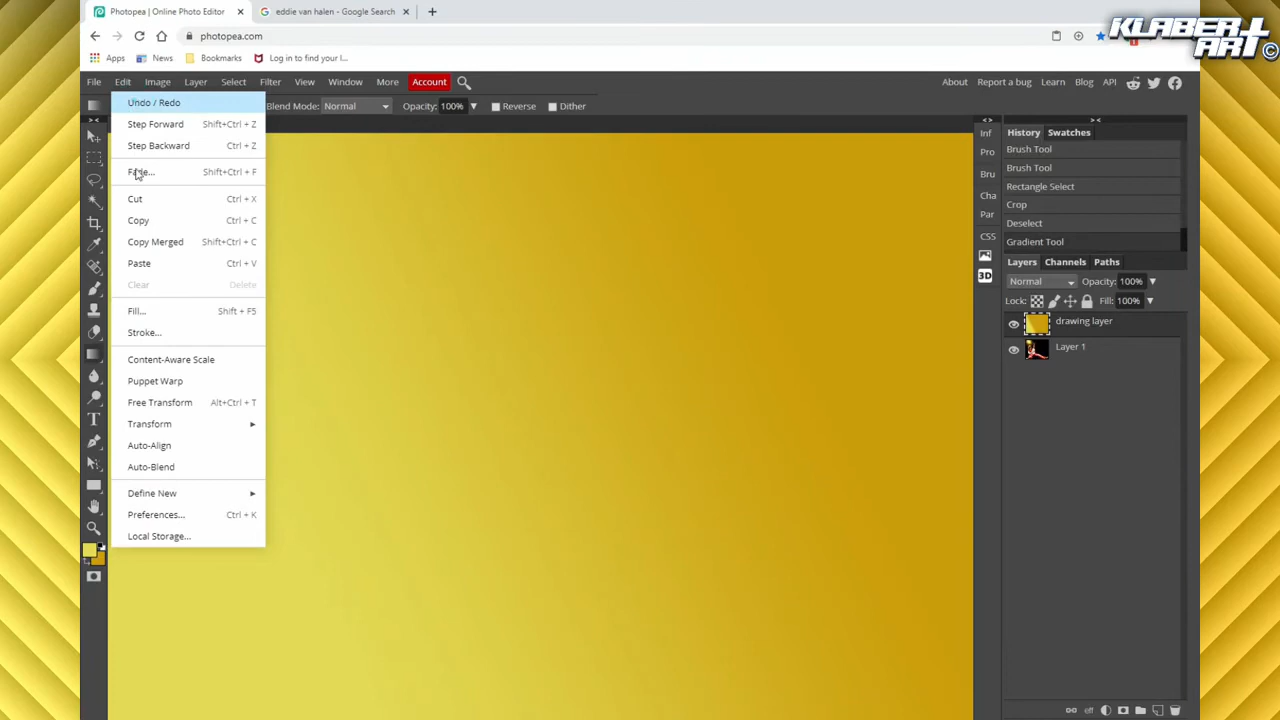 Photopea | Online Photo Editor
eddie van halen - Google Search
KLABERT
ART ©
photopea.com
Apps
News
Bookmarks
Log in to find your l...
File Edit Image Layer Select Filter View Window More Account
About Report a bug Learn Blog API
Blend Mode: Normal Opacity: 100% Reverse Dither
Undo / Redo
Step Forward Shift+Ctrl + Z
Step Backward Ctrl + Z
Shift+Ctrl + F
Cut Ctrl + X
Copy Ctrl + C
Copy Merged Shift+Ctrl + C
Paste Ctrl + V
Clear Delete
Fill... Shift + F5
Stroke...
Content-Aware Scale
Puppet Warp
Free Transform Alt+Ctrl + T
Transform
Auto-Align
Auto-Blend
Define New
Preferences... Ctrl + K
Local Storage...
Inf
Pro
Bru
Cha
Par
CSS
3D
History Swatches
Brush Tool
Brush Tool
Rectangle Select
Crop
Deselect
Gradient Tool
Layers Channels Paths
Normal Opacity: 100%
Lock: Fill: 100%
drawing layer
Layer 1